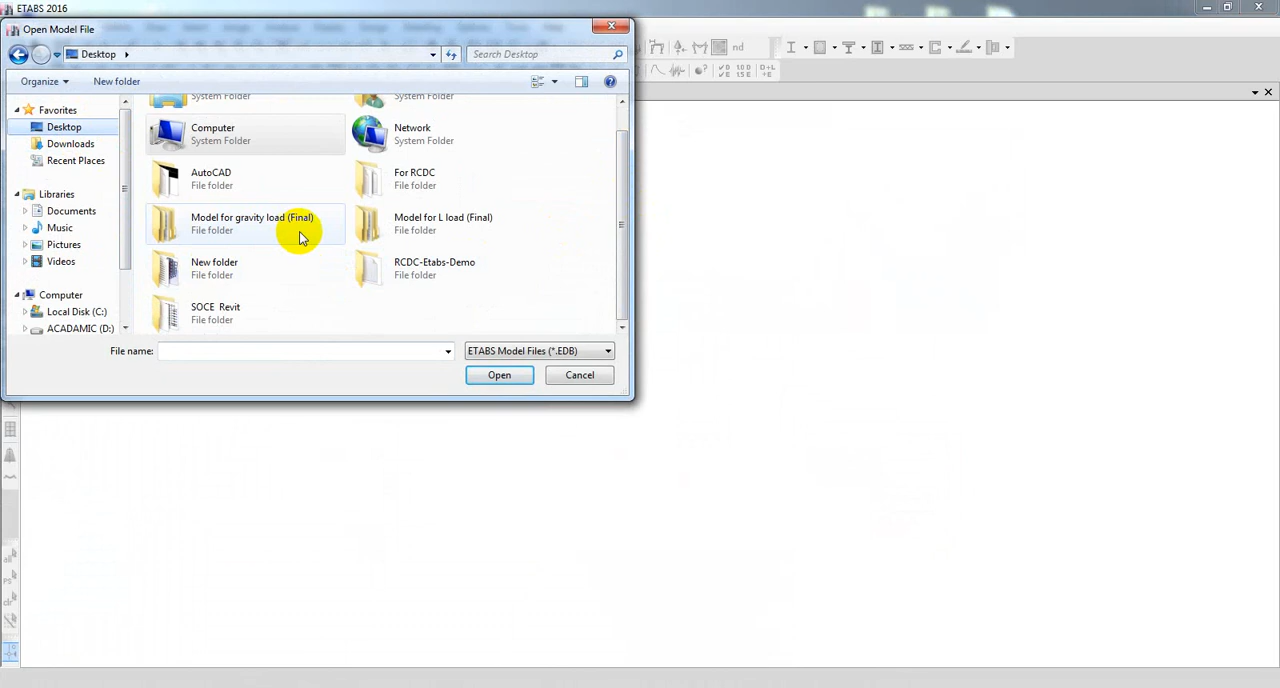 ETABS 2016
Open Model File
Desktop
Search Desktop
Organize
New folder
nd
Favorites
Desktop
Downloads
Recent Places
Libraries
Documents
Music
Pictures
Videos
Computer
Local Disk (C:)
ACADAMIC (D:)
System Folder
System Folder
Computer
System Folder
Network
System Folder
AutoCAD
File folder
For RCDC
File folder
Model for gravity load (Final)
File folder
Model for L load (Final)
File folder
New folder
File folder
RCDC-Etabs-Demo
File folder
SOCE Revit
File folder
File name:
ETABS Model Files (*.EDB)
Open
Cancel